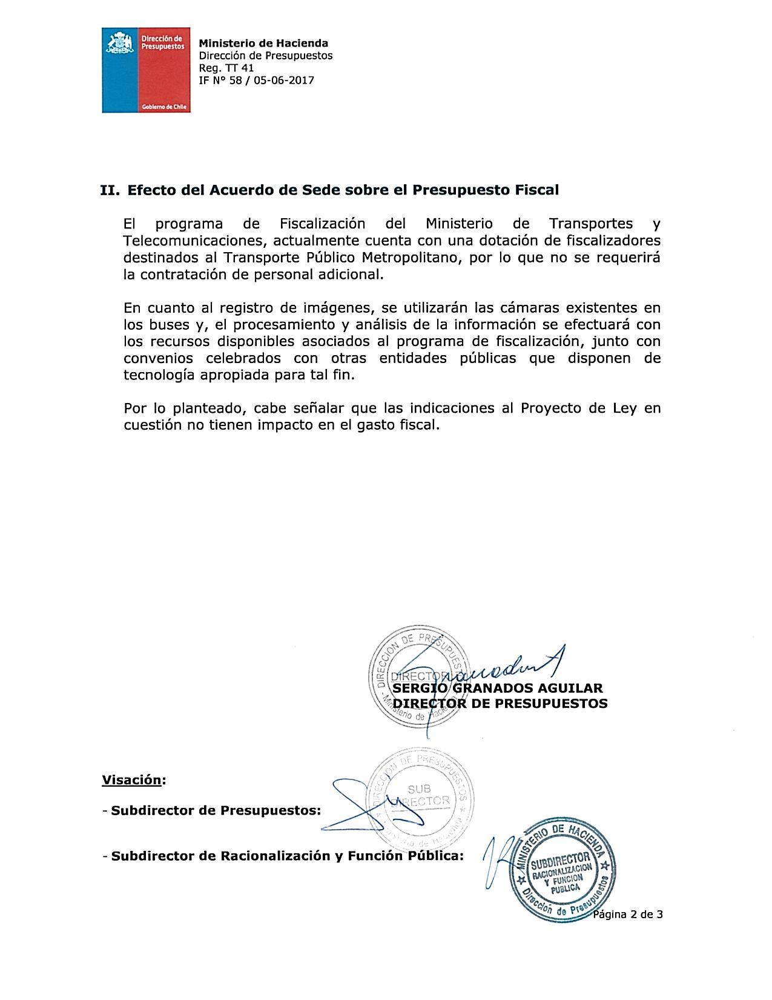 Dirección de
Presupuestos
Gobierno de Chile
Ministerio de Hacienda
Dirección de Presupuestos
Reg. TT 41
IF Nº 58 / 05-06-2017
II. Efecto del Acuerdo de Sede sobre el Presupuesto Fiscal
El programa de Fiscalización del Ministerio de Transportes y
Telecomunicaciones, actualmente cuenta con una dotación de fiscalizadores
destinados al Transporte Público Metropolitano, por lo que no se requerirá
la contratación de personal adicional.
En cuanto al registro de imágenes, se utilizarán las cámaras existentes en
los buses y, el procesamiento y análisis de la información se efectuará con
los recursos disponibles asociados al programa de fiscalización, junto con
convenios celebrados con otras entidades públicas que disponen de
tecnología apropiada para tal fin.
Por lo planteado, cabe señalar que las indicaciones al Proyecto de Ley en
cuestión no tienen impacto en el gasto fiscal.
DIRECCION DE PRESUPUESTOS
DIRECTOR
Ministerio de Hacienda
SERGIO GRANADOS AGUILAR
DIRECTOR DE PRESUPUESTOS
DIRECCION DE PRESUPUESTOS
SUB
DIRECTOR
Ministerio de Hacienda
Visación:
- Subdirector de Presupuestos:
- Subdirector de Racionalización y Función Pública:
MINISTERIO DE HACIENDA
SUBDIRECTOR
RACIONALIZACION
Y FUNCION
PUBLICA
Dirección de Presupuestos
Página 2 de 3